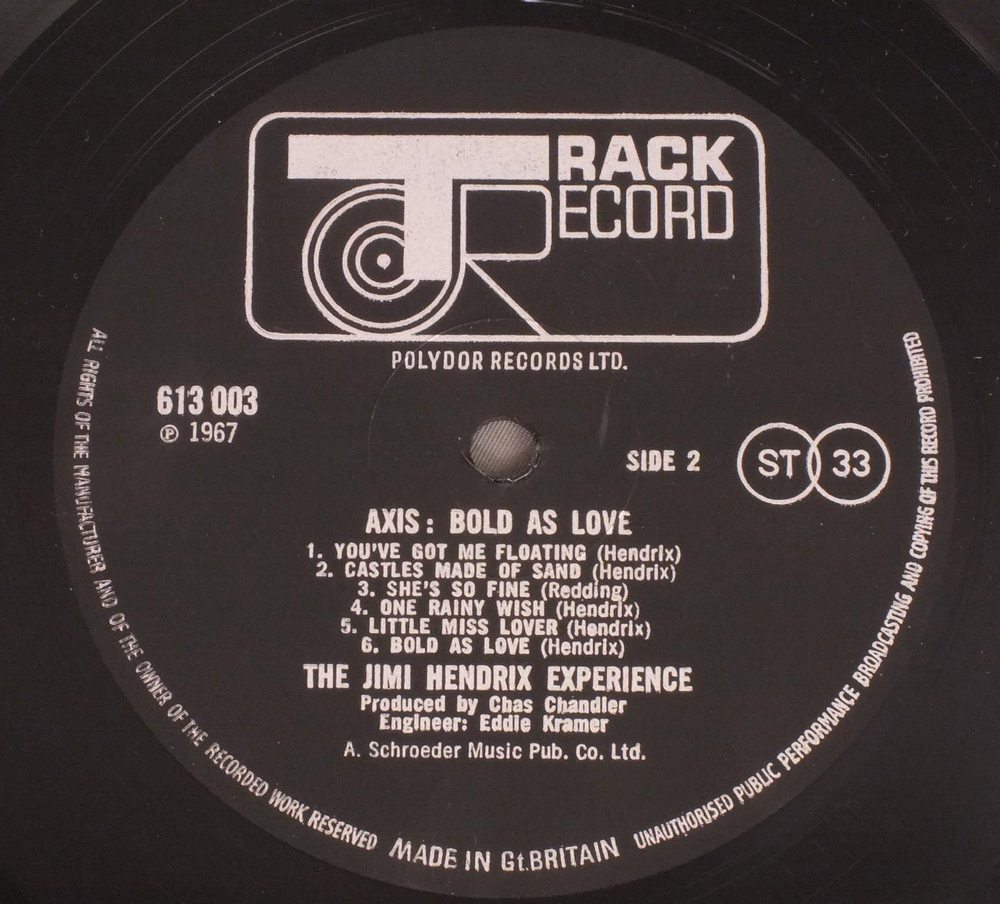 TRACK
RECORD
POLYDOR RECORDS LTD.
613 003
℗ 1967
SIDE 2
ST 33
AXIS: BOLD AS LOVE
1. YOU'VE GOT ME FLOATING (Hendrix)
2. CASTLES MADE OF SAND (Hendrix)
3. SHE'S SO FINE (Redding)
4. ONE RAINY WISH (Hendrix)
5. LITTLE MISS LOVER (Hendrix)
6. BOLD AS LOVE (Hendrix)
THE JIMI HENDRIX EXPERIENCE
Produced by Chas Chandler
Engineer: Eddie Kramer
A. Schroeder Music Pub. Co. Ltd.
ALL RIGHTS OF THE MANUFACTURER AND OF THE OWNER OF THE RECORDED WORK RESERVED
MADE IN Gt.BRITAIN
UNAUTHORISED PUBLIC PERFORMANCE BROADCASTING AND COPYING OF THIS RECORD PROHIBITED